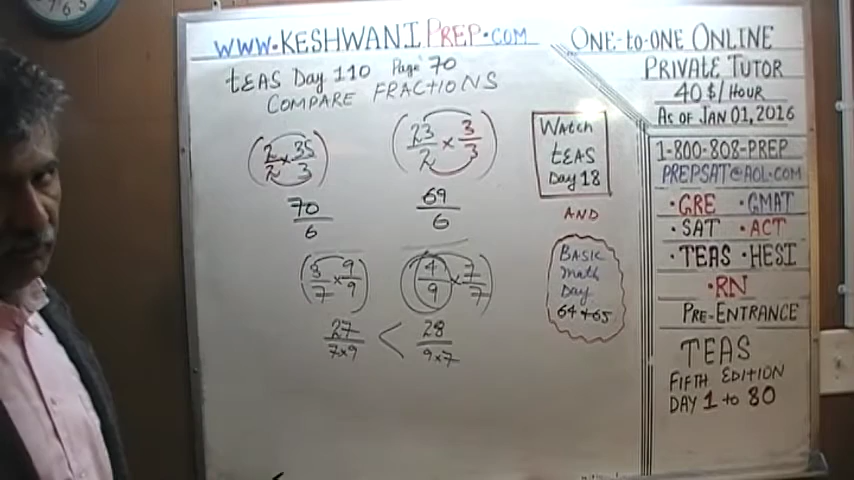 WWW.KESHWANIPREP.COM
tEAS Day 110 Page 70
COMPARE FRACTIONS
(2/2 × 35/3) (23/2 × 3/3)
70/6 69/6
(3/7 × 9/9) (4/9 × 7/7)
27/7×9 < 28/9×7
Watch
tEAS
Day 18
AND
BASIC
math
Day
64+65
ONE-to-ONE ONLINE
PRIVATE TUTOR
40 $/HOUR
AS OF JAN 01, 2016
1-800-808-PREP
PREPSAT@AOL.COM
•GRE •GMAT
•SAT •ACT
•TEAS •HESI
•RN
PRE-ENTRANCE
TEAS
FIFTH EDITION
DAY 1 to 80